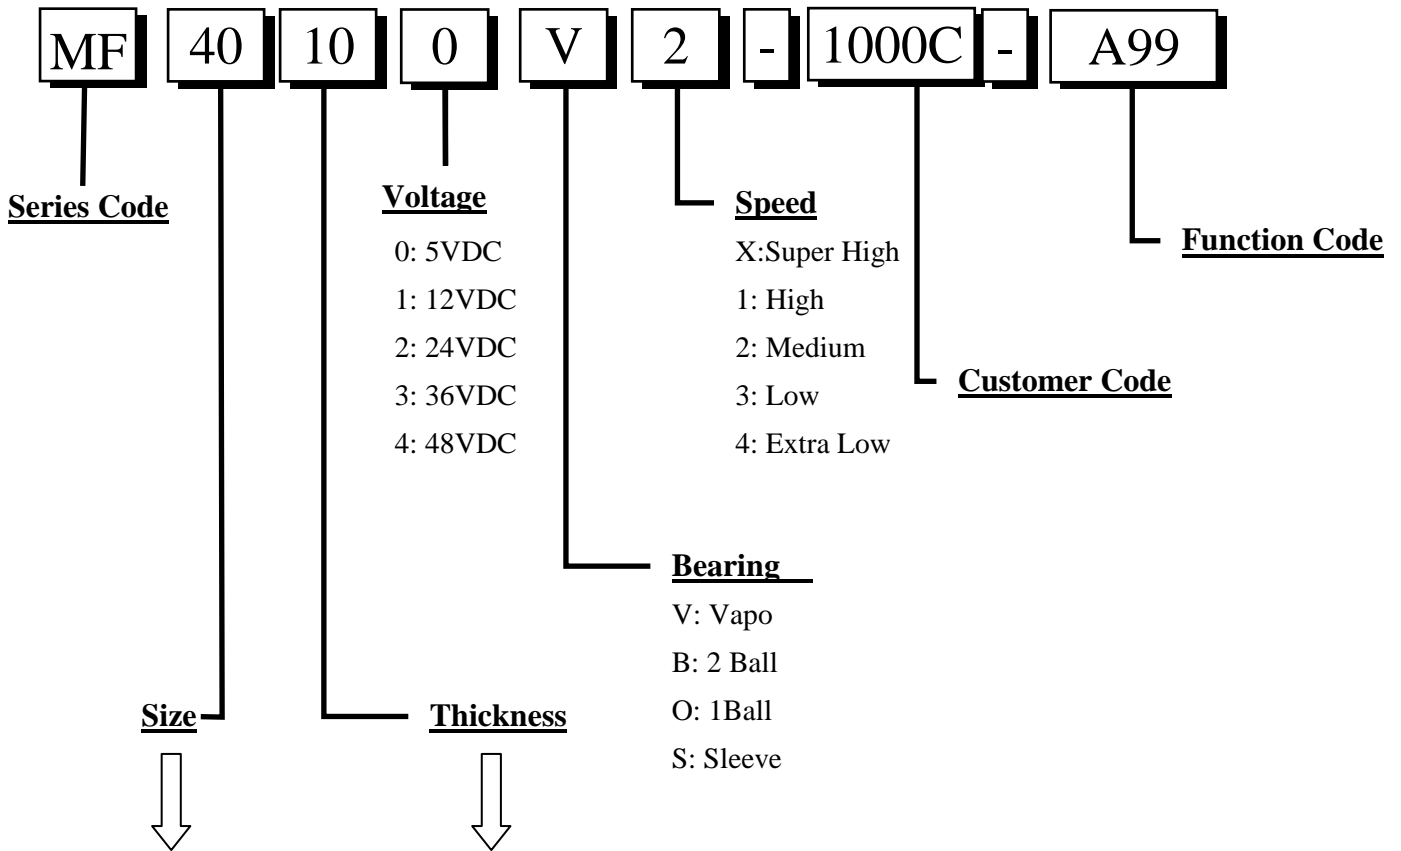 MF 40 10 0 V 2 - 1000C - A99
Series Code
Voltage
0: 5VDC
1: 12VDC
2: 24VDC
3: 36VDC
4: 48VDC
Speed
X:Super High
1: High
2: Medium
3: Low
4: Extra Low
Function Code
Customer Code
Bearing
V: Vapo
B: 2 Ball
O: 1Ball
S: Sleeve
Size
Thickness